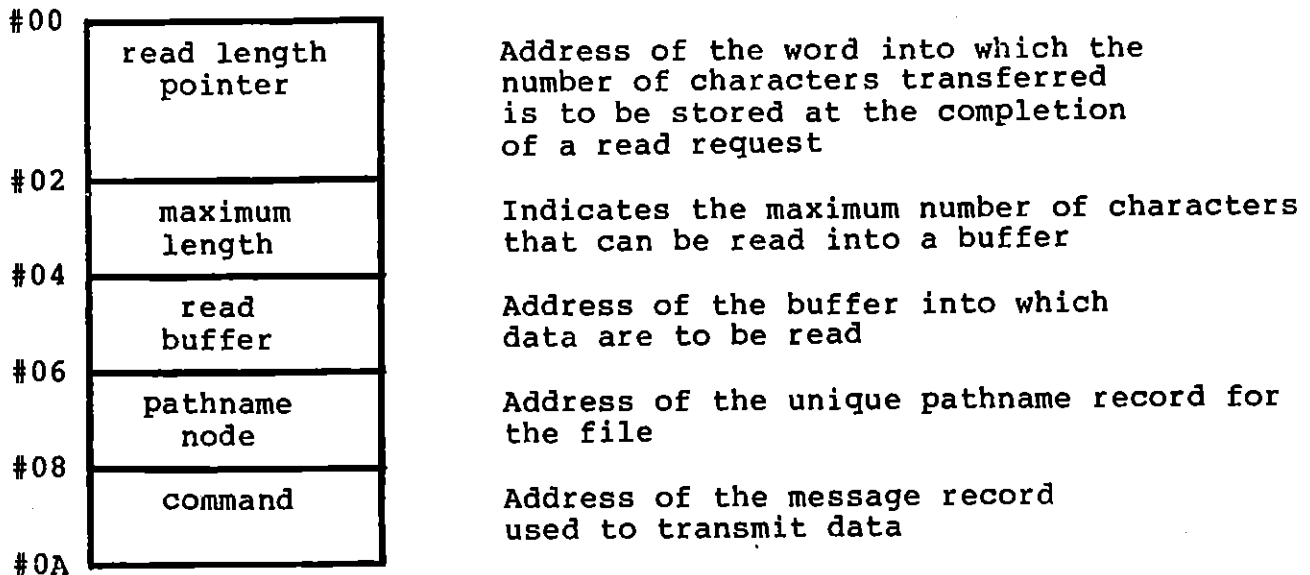 #00
read length
pointer
Address of the word into which the
number of characters transferred
is to be stored at the completion
of a read request
#02
maximum
length
Indicates the maximum number of characters
that can be read into a buffer
#04
read
buffer
Address of the buffer into which
data are to be read
#06
pathname
node
Address of the unique pathname record for
the file
#08
command
Address of the message record
used to transmit data
#0A